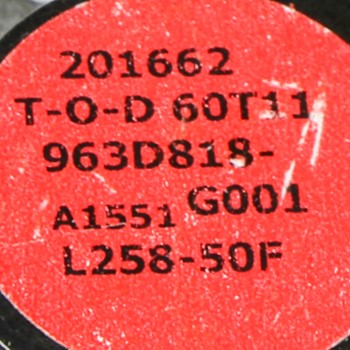 201662
T-O-D 60T11
963D818-
A1551 G001
L258-50F